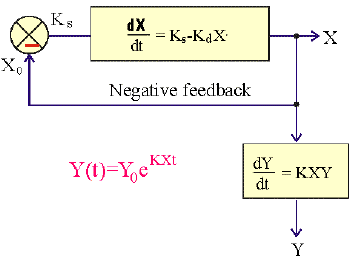 Ks
dX/dt = Ks-KdX
X
X0
Negative feedback
Y(t)=Y0e^KXt
dY/dt = KXY
Y